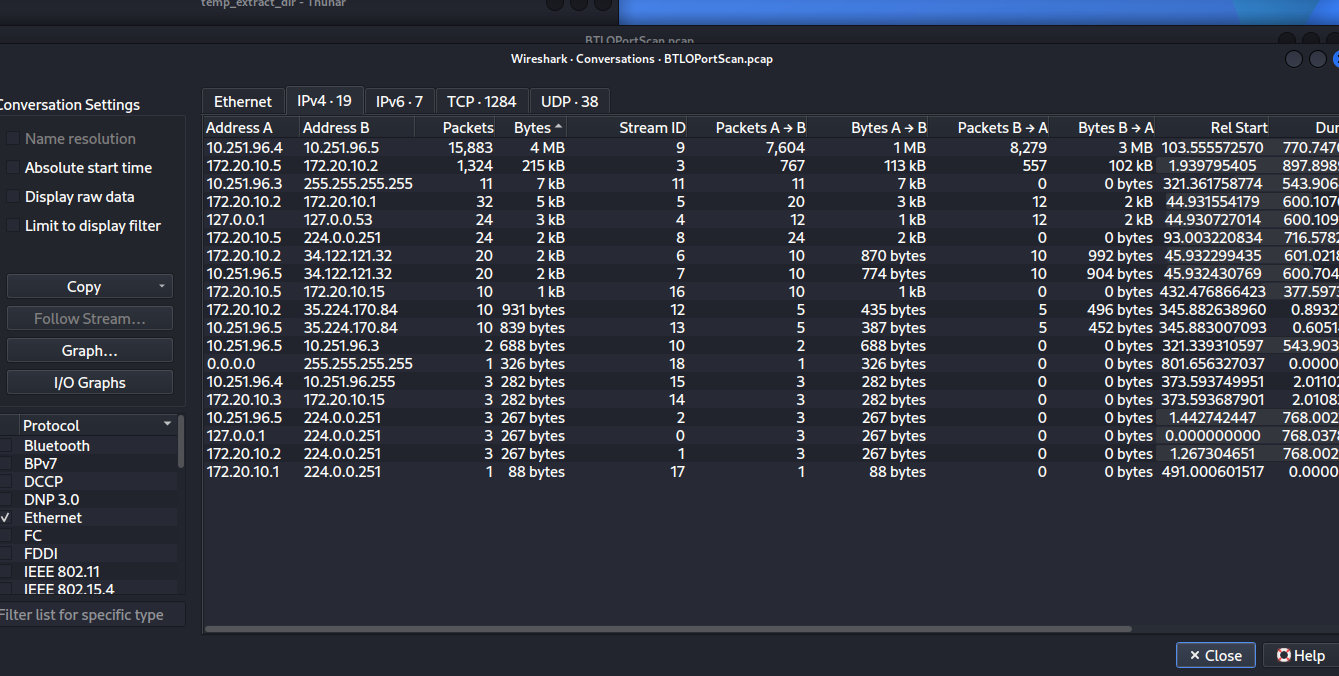 temp_extract_dir - Thunar
BTLOPortScan.pcap
Wireshark · Conversations · BTLOPortScan.pcap
Conversation Settings
Name resolution
Absolute start time
Display raw data
Limit to display filter
Copy
Follow Stream…
Graph…
I/O Graphs
Protocol
Bluetooth
BPv7
DCCP
DNP 3.0
Ethernet
FC
FDDI
IEEE 802.11
IEEE 802.15.4
Filter list for specific type
Ethernet IPv4 · 19 IPv6 · 7 TCP · 1284 UDP · 38
Address A Address B Packets Bytes Stream ID Packets A → B Bytes A → B Packets B → A Bytes B → A Rel Start Dur
10.251.96.4 10.251.96.5 15,883 4 MB 9 7,604 1 MB 8,279 3 MB 103.555572570 770.7470
172.20.10.5 172.20.10.2 1,324 215 kB 3 767 113 kB 557 102 kB 1.939795405 897.898
10.251.96.3 255.255.255.255 11 7 kB 11 11 7 kB 0 0 bytes 321.361758774 543.906
172.20.10.2 172.20.10.1 32 5 kB 5 20 3 kB 12 2 kB 44.931554179 600.107
127.0.0.1 127.0.0.53 24 3 kB 4 12 1 kB 12 2 kB 44.930727014 600.109
172.20.10.5 224.0.0.251 24 2 kB 8 24 2 kB 0 0 bytes 93.003220834 716.5782
172.20.10.2 34.122.121.32 20 2 kB 6 10 870 bytes 10 992 bytes 45.932299435 601.0218
10.251.96.5 34.122.121.32 20 2 kB 7 10 774 bytes 10 904 bytes 45.932430769 600.704
172.20.10.5 172.20.10.15 10 1 kB 16 10 1 kB 0 0 bytes 432.476866423 377.5973
172.20.10.2 35.224.170.84 10 931 bytes 12 5 435 bytes 5 496 bytes 345.882638960 0.8932
10.251.96.5 35.224.170.84 10 839 bytes 13 5 387 bytes 5 452 bytes 345.883007093 0.6051
10.251.96.5 10.251.96.3 2 688 bytes 10 2 688 bytes 0 0 bytes 321.339310597 543.903
0.0.0.0 255.255.255.255 1 326 bytes 18 1 326 bytes 0 0 bytes 801.656327037 0.0000
10.251.96.4 10.251.96.255 3 282 bytes 15 3 282 bytes 0 0 bytes 373.593749951 2.0110
172.20.10.3 172.20.10.15 3 282 bytes 14 3 282 bytes 0 0 bytes 373.593687901 2.0108
10.251.96.5 224.0.0.251 3 267 bytes 2 3 267 bytes 0 0 bytes 1.442742447 768.002
127.0.0.1 224.0.0.251 3 267 bytes 0 3 267 bytes 0 0 bytes 0.000000000 768.0378
172.20.10.2 224.0.0.251 3 267 bytes 1 3 267 bytes 0 0 bytes 1.267304651 768.002
172.20.10.1 224.0.0.251 1 88 bytes 17 1 88 bytes 0 0 bytes 491.000601517 0.0000
Close
Help